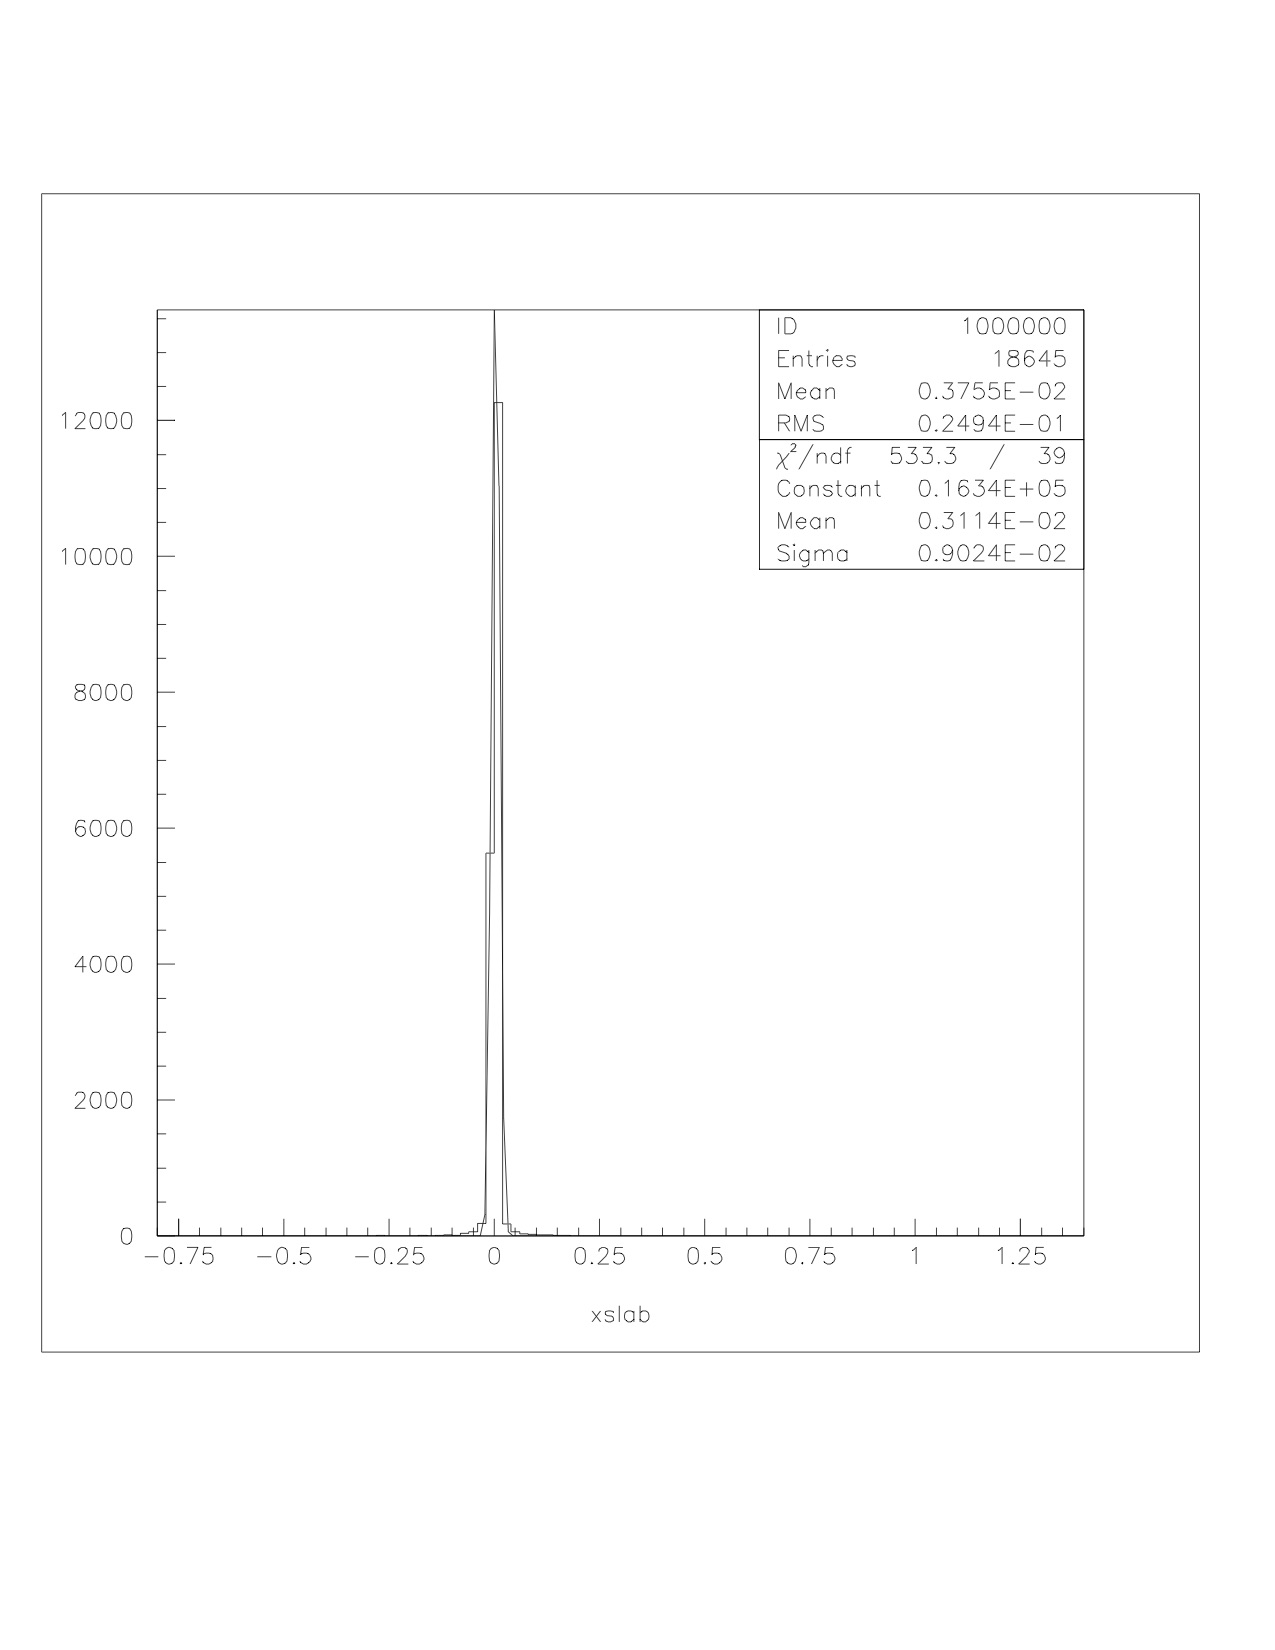 ID 1000000
Entries 18645
Mean 0.3755E−02
RMS 0.2494E−01
χ²/ndf 533.3 / 39
Constant 0.1634E+05
Mean 0.3114E−02
Sigma 0.9024E−02
12000
10000
8000
6000
4000
2000
0
−0.75 −0.5 −0.25 0 0.25 0.5 0.75 1 1.25
xslab